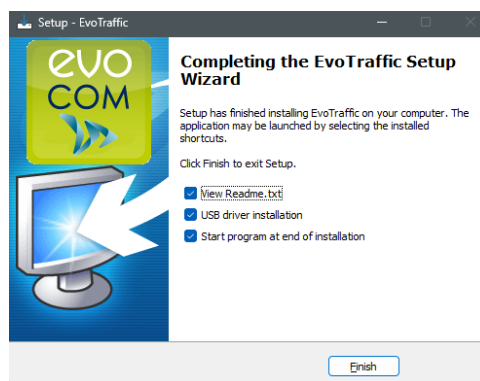 Setup - EvoTraffic
evo
COM
Completing the EvoTraffic Setup
Wizard
Setup has finished installing EvoTraffic on your computer. The
application may be launched by selecting the installed
shortcuts.
Click Finish to exit Setup.
View Readme.txt
USB driver installation
Start program at end of installation
Finish